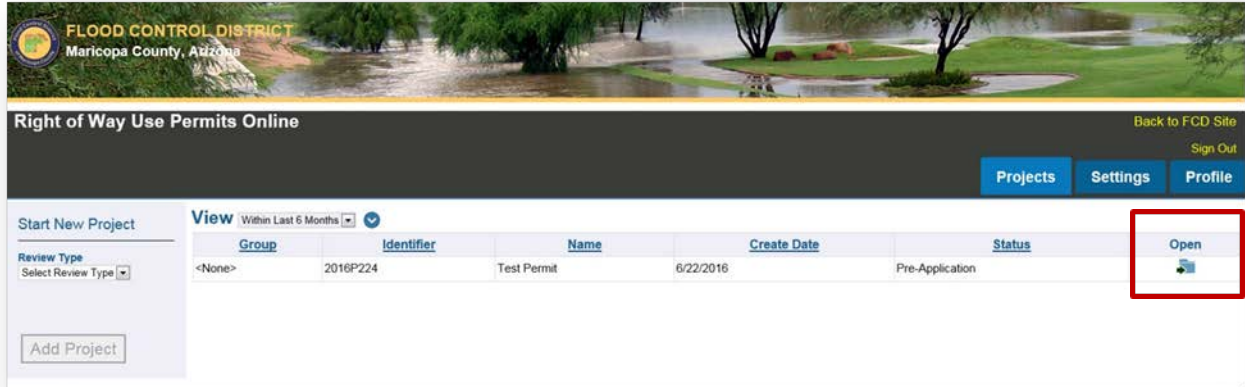 FLOOD CONTROL DISTRICT
Maricopa County, Arizona
Right of Way Use Permits Online
Back to FCD Site
Sign Out
Projects Settings Profile
Start New Project
Review Type
Select Review Type
Add Project
View Within Last 6 Months
Group Identifier Name Create Date Status Open
<None> 2016P224 Test Permit 6/22/2016 Pre-Application